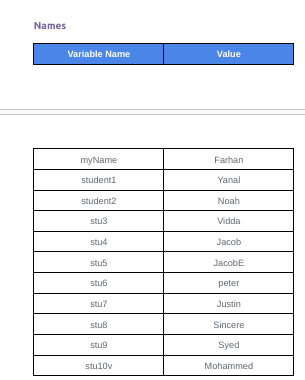 Names
Variable Name Value
myName Farhan
student1 Yanal
student2 Noah
stu3 Vidda
stu4 Jacob
stu5 JacobE
stu6 peter
stu7 Justin
stu8 Sincere
stu9 Syed
stu10v Mohammed